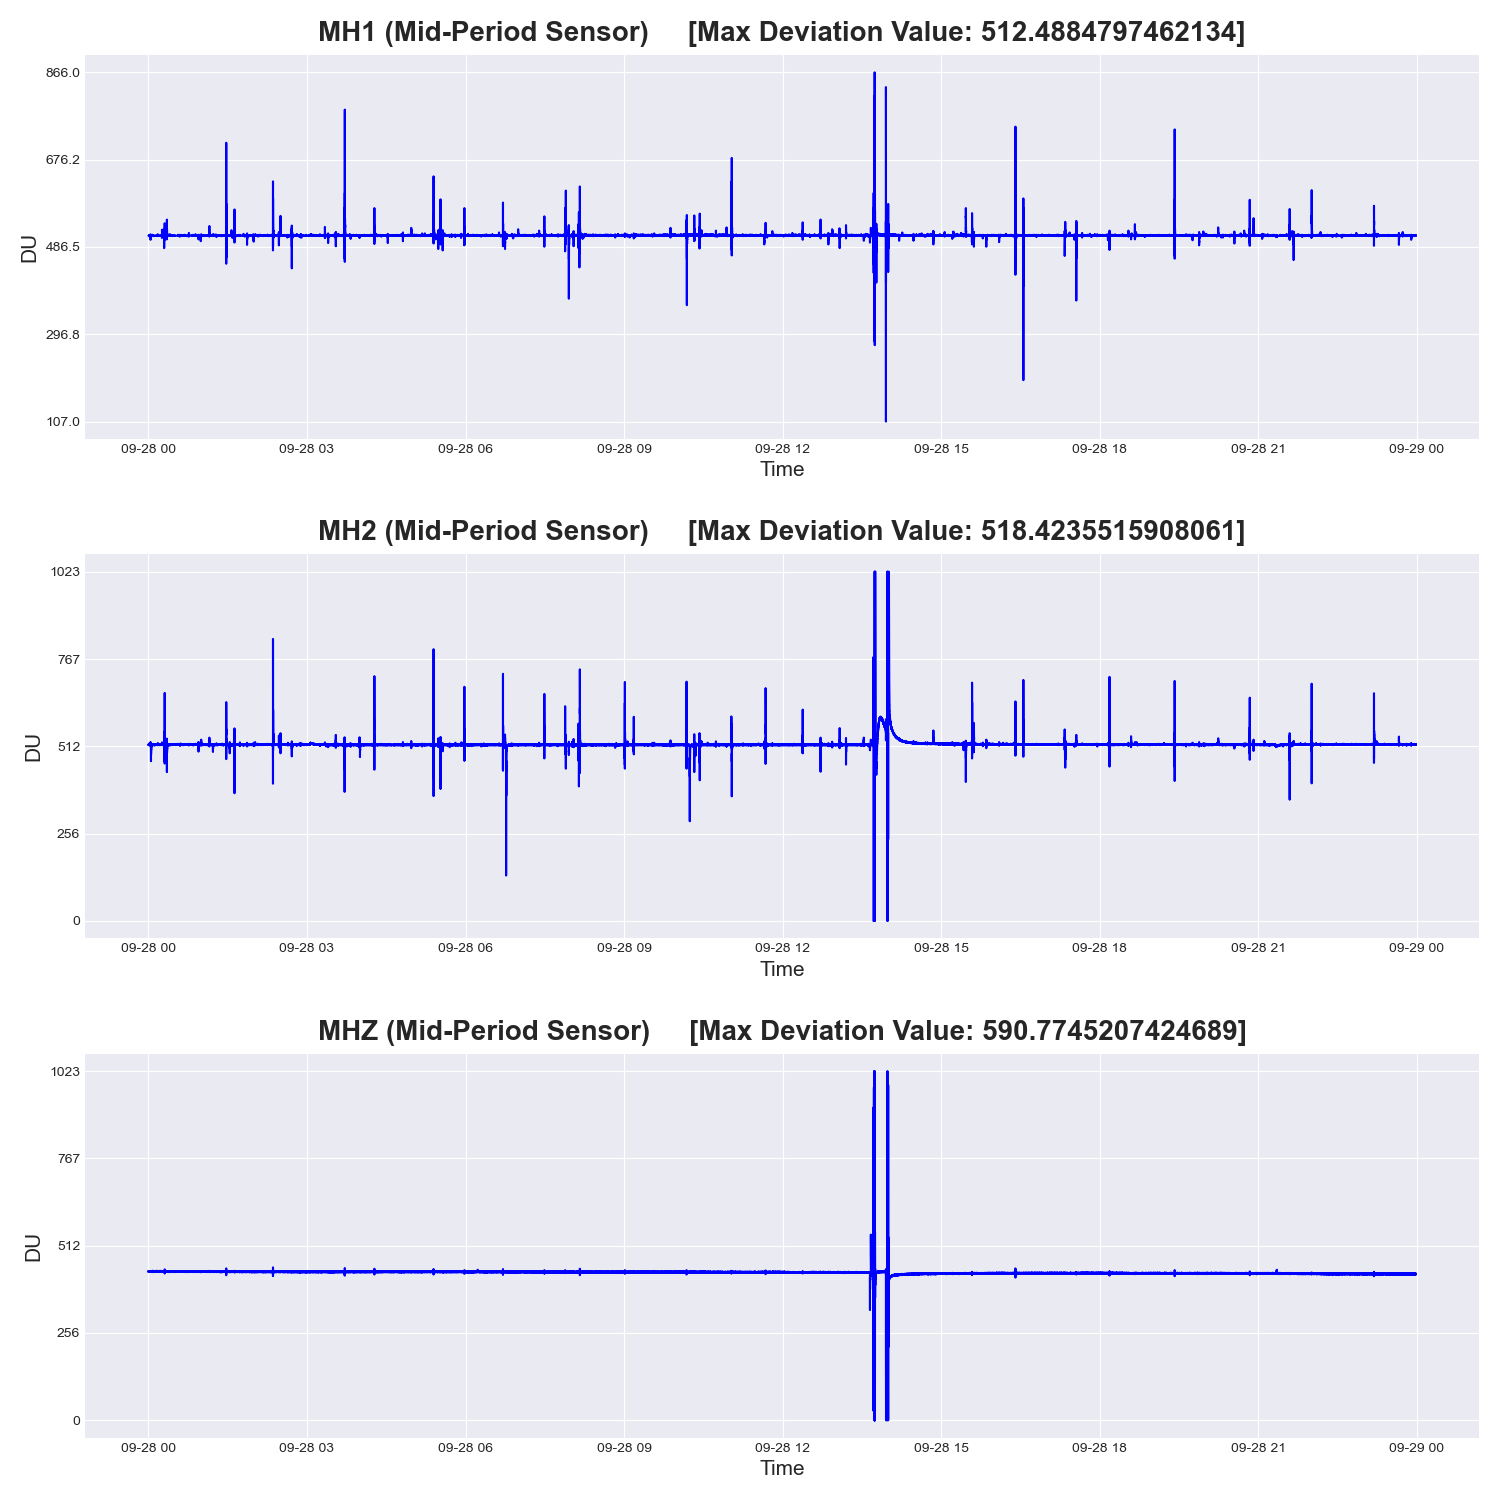 MH1 (Mid-Period Sensor) [Max Deviation Value: 512.4884797462134]
866.0
676.2
486.5
296.8
107.0
DU
09-28 00 09-28 03 09-28 06 09-28 09 09-28 12 09-28 15 09-28 18 09-28 21 09-29 00
Time
MH2 (Mid-Period Sensor) [Max Deviation Value: 518.4235515908061]
1023
767
512
256
0
DU
09-28 00 09-28 03 09-28 06 09-28 09 09-28 12 09-28 15 09-28 18 09-28 21 09-29 00
Time
MHZ (Mid-Period Sensor) [Max Deviation Value: 590.7745207424689]
1023
767
512
256
0
DU
09-28 00 09-28 03 09-28 06 09-28 09 09-28 12 09-28 15 09-28 18 09-28 21 09-29 00
Time